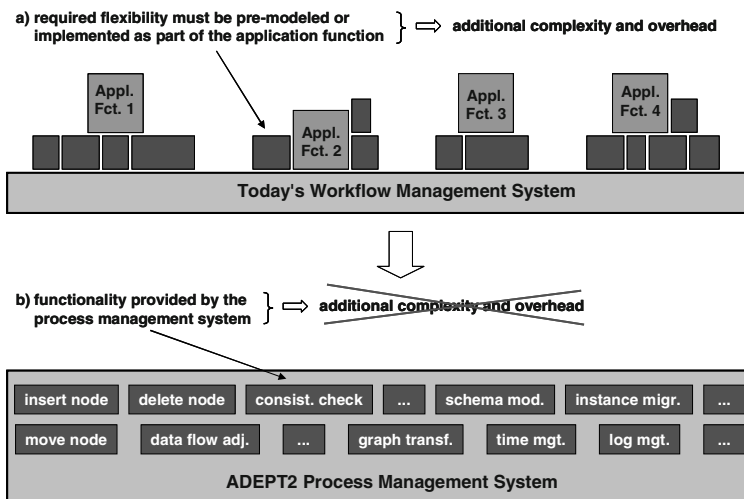 a) required flexibility must be pre-modeled or
implemented as part of the application function
additional complexity and overhead
Appl.
Fct. 1
Appl.
Fct. 2
Appl.
Fct. 3
Appl.
Fct. 4
Today's Workflow Management System
b) functionality provided by the
process management system
additional complexity and overhead
insert node
delete node
consist. check
...
schema mod.
instance migr.
...
move node
data flow adj.
...
graph transf.
time mgt.
log mgt.
...
ADEPT2 Process Management System